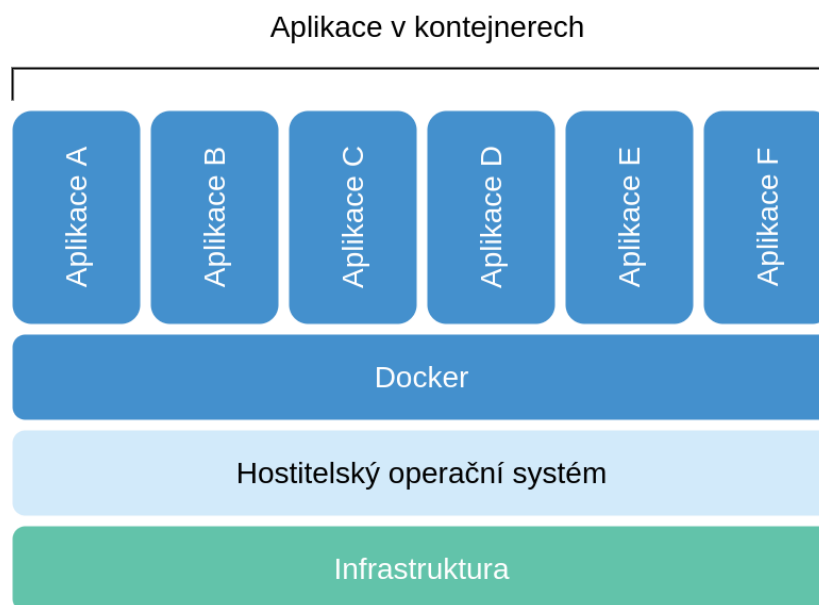 Aplikace v kontejnerech
Aplikace A
Aplikace B
Aplikace C
Aplikace D
Aplikace E
Aplikace F
Docker
Hostitelský operační systém
Infrastruktura